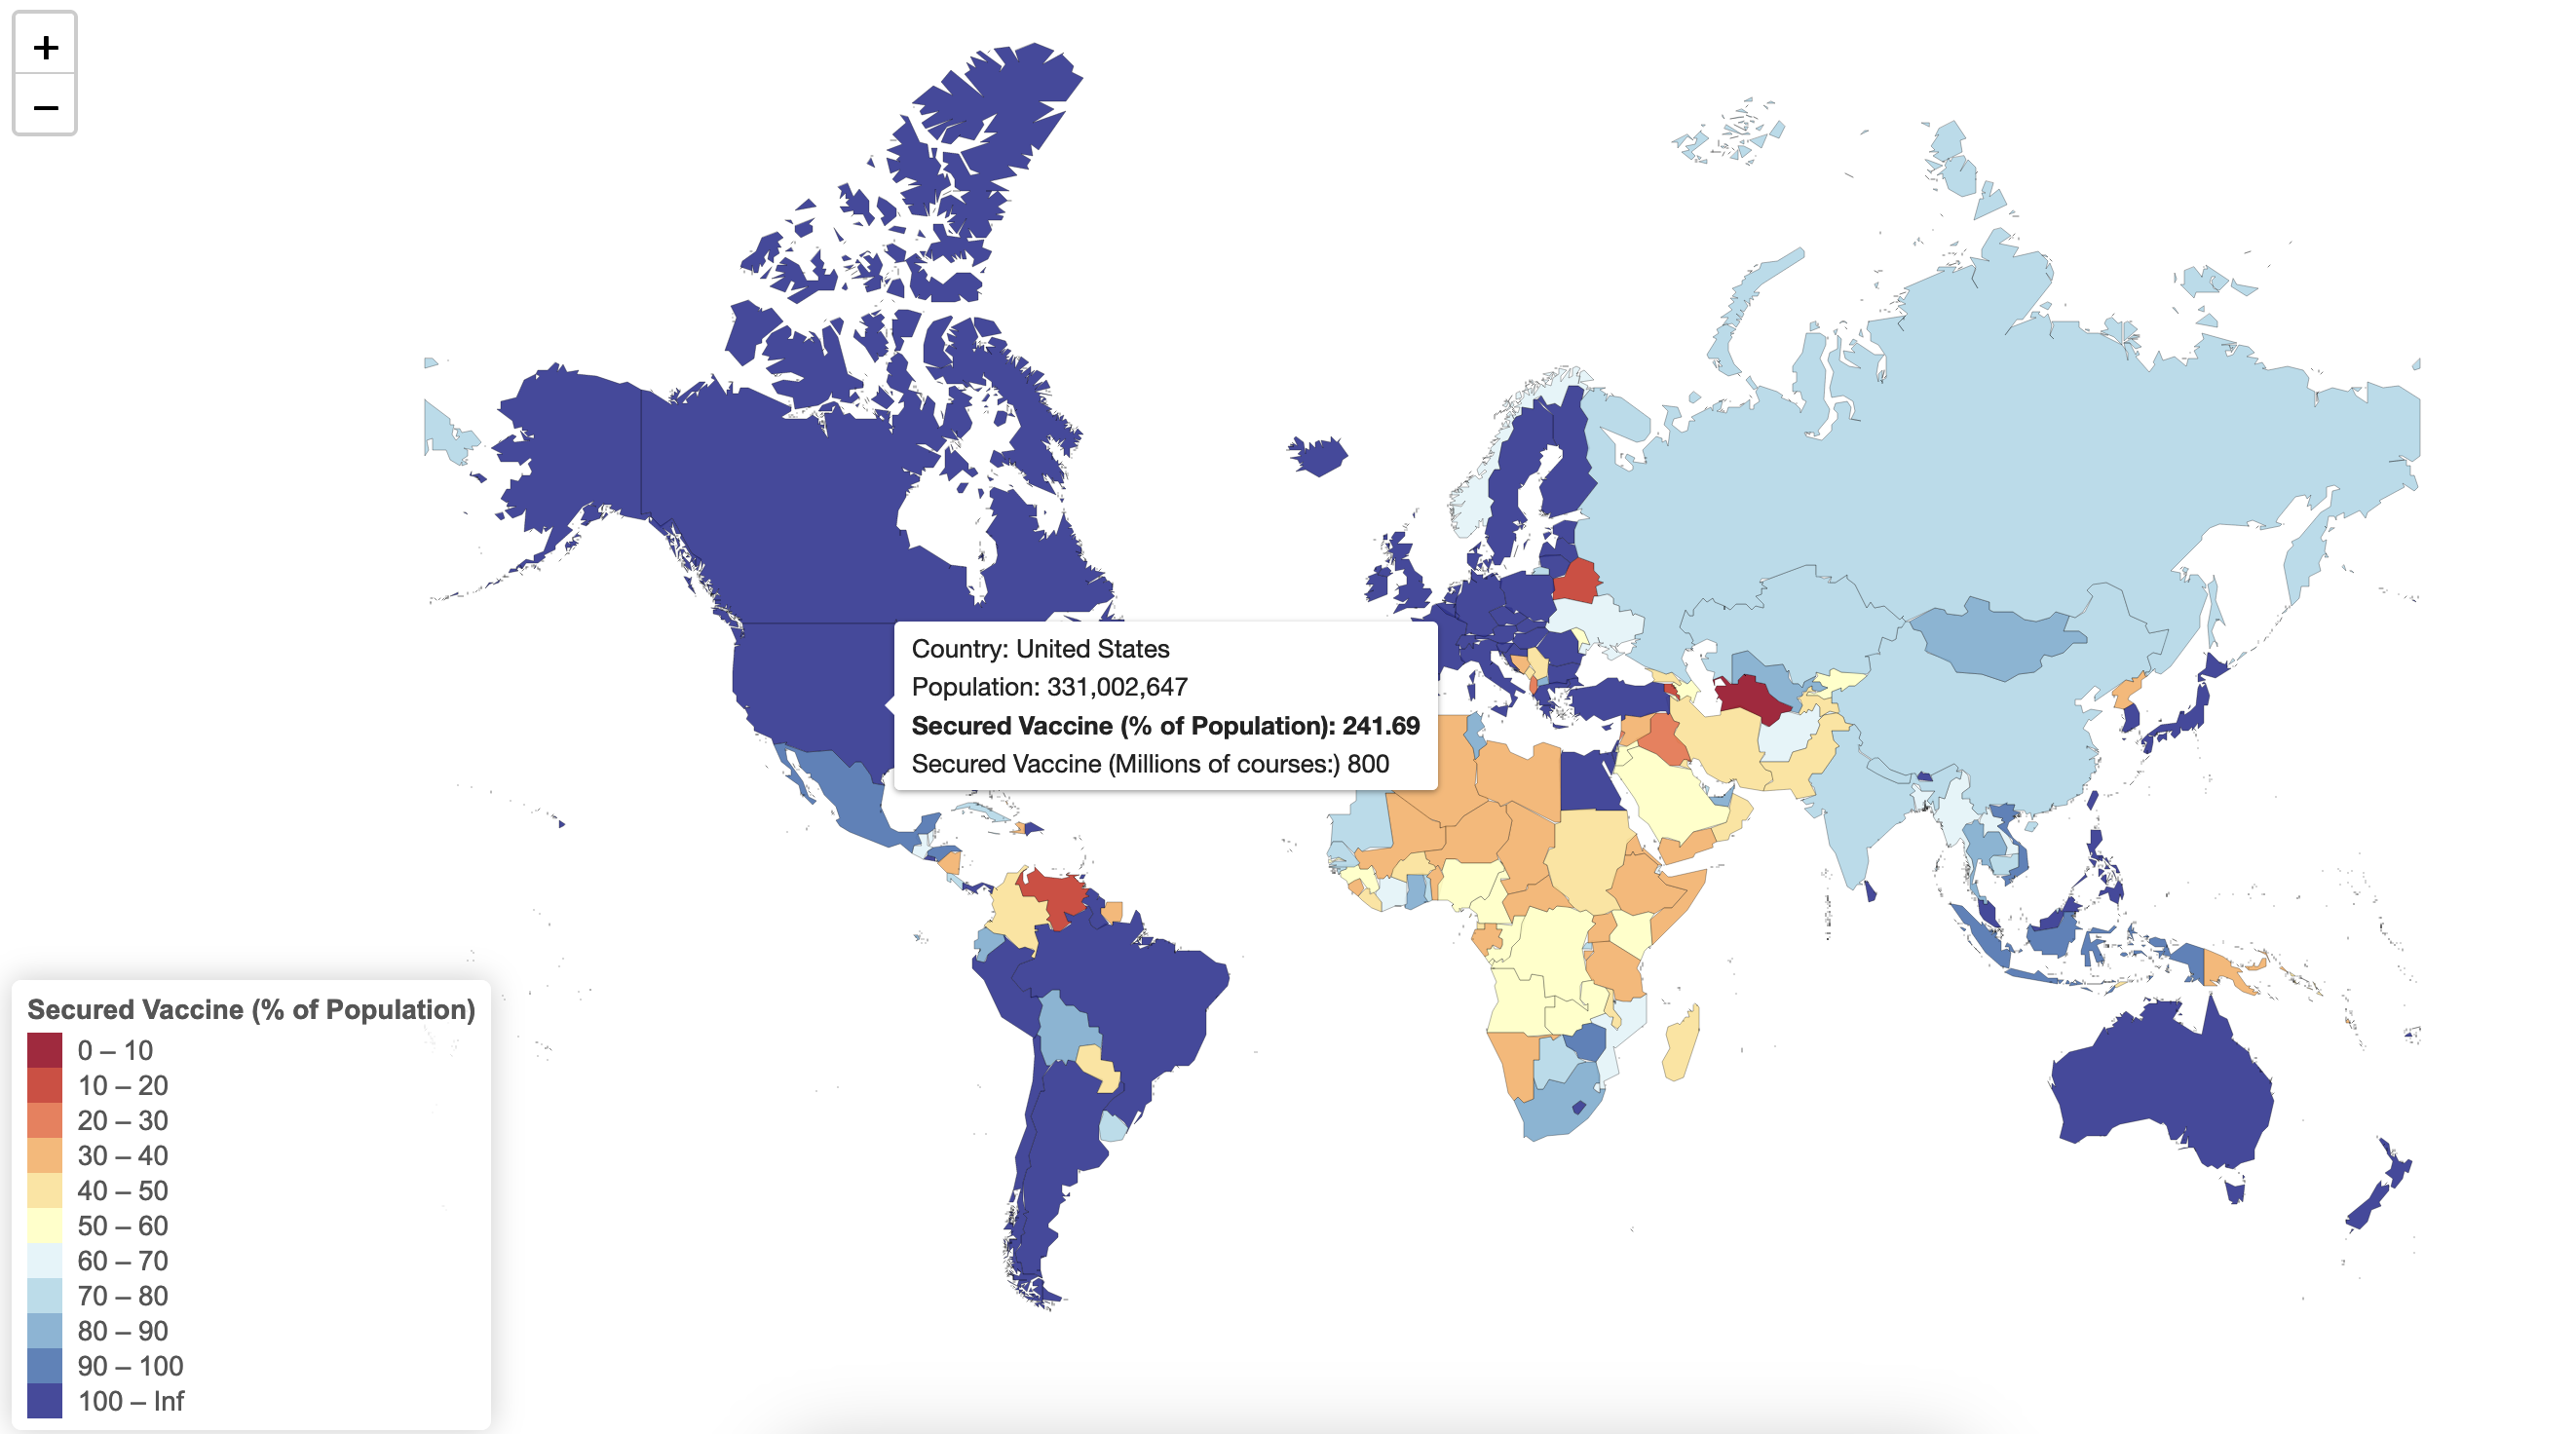 +
−
Country: United States
Population: 331,002,647
Secured Vaccine (% of Population): 241.69
Secured Vaccine (Millions of courses:) 800
Secured Vaccine (% of Population)
0 – 10
10 – 20
20 – 30
30 – 40
40 – 50
50 – 60
60 – 70
70 – 80
80 – 90
90 – 100
100 – Inf